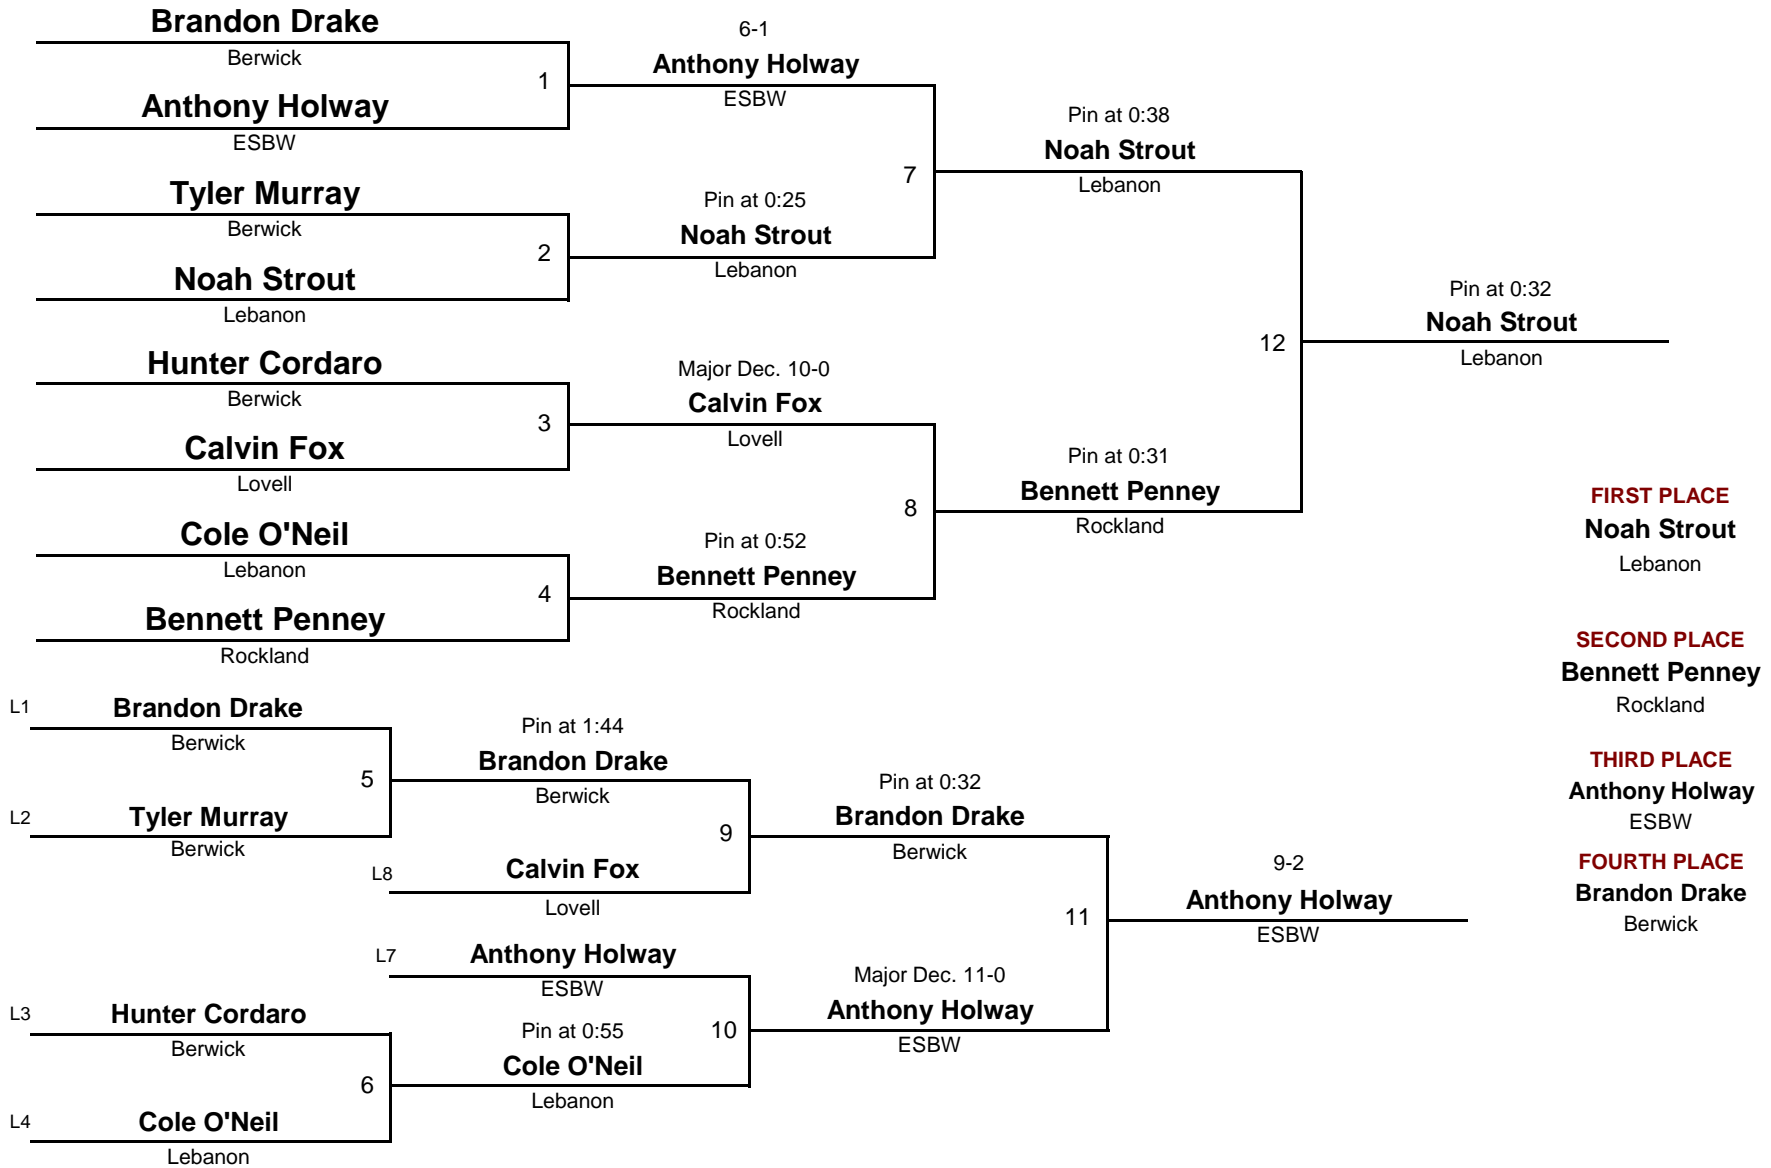 Brandon Drake
Berwick
1
Anthony Holway
ESBW
Tyler Murray
Berwick
2
Noah Strout
Lebanon
Hunter Cordaro
Berwick
3
Calvin Fox
Lovell
Cole O'Neil
Lebanon
4
Bennett Penney
Rockland
6-1
Anthony Holway
ESBW
7
Pin at 0:25
Noah Strout
Lebanon
Major Dec. 10-0
Calvin Fox
Lovell
8
Pin at 0:52
Bennett Penney
Rockland
Pin at 0:38
Noah Strout
Lebanon
12
Pin at 0:31
Bennett Penney
Rockland
Pin at 0:32
Noah Strout
Lebanon
FIRST PLACE
Noah Strout
Lebanon
SECOND PLACE
Bennett Penney
Rockland
THIRD PLACE
Anthony Holway
ESBW
FOURTH PLACE
Brandon Drake
Berwick
L1 Brandon Drake
Berwick
5
L2 Tyler Murray
Berwick
Pin at 1:44
Brandon Drake
Berwick
9
L8 Calvin Fox
Lovell
L7 Anthony Holway
ESBW
10
L3 Hunter Cordaro
Berwick
6
L4 Cole O'Neil
Lebanon
Pin at 0:55
Cole O'Neil
Lebanon
Pin at 0:32
Brandon Drake
Berwick
11
Major Dec. 11-0
Anthony Holway
ESBW
9-2
Anthony Holway
ESBW